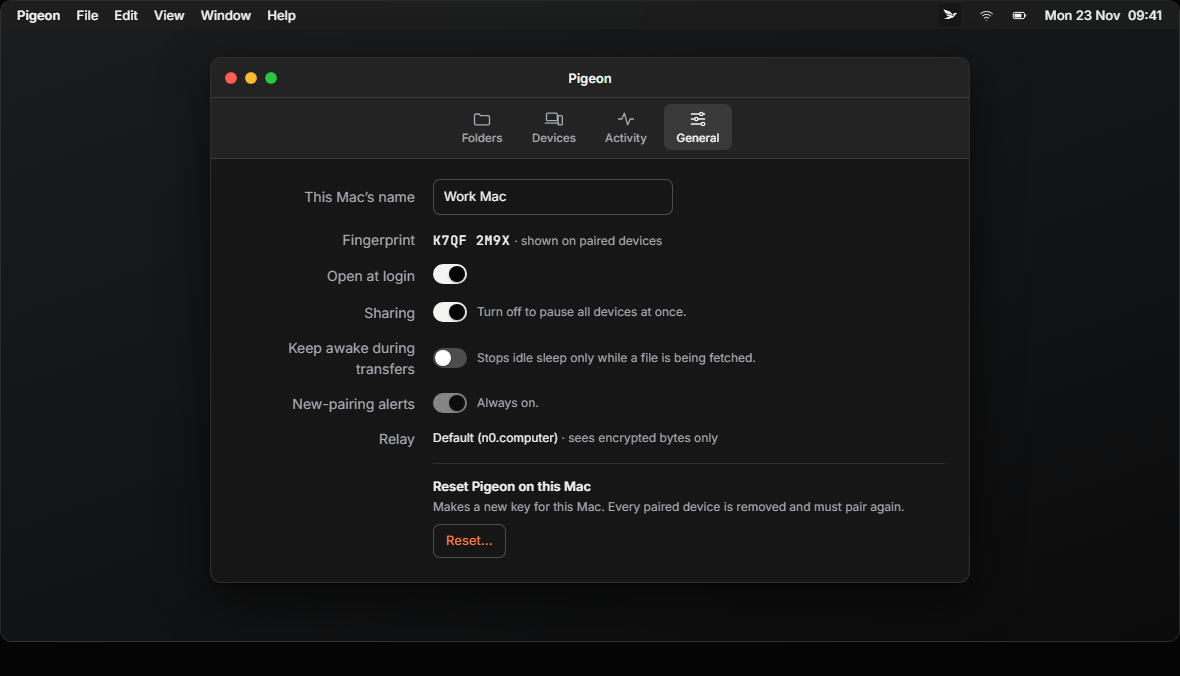 Pigeon File Edit View Window Help Mon 23 Nov 09:41
Pigeon
Folders Devices Activity General
This Mac’s name Work Mac
Fingerprint K7QF 2M9X · shown on paired devices
Open at login
Sharing Turn off to pause all devices at once.
Keep awake during
transfers Stops idle sleep only while a file is being fetched.
New-pairing alerts Always on.
Relay Default (n0.computer) · sees encrypted bytes only
Reset Pigeon on this Mac
Makes a new key for this Mac. Every paired device is removed and must pair again.
Reset...